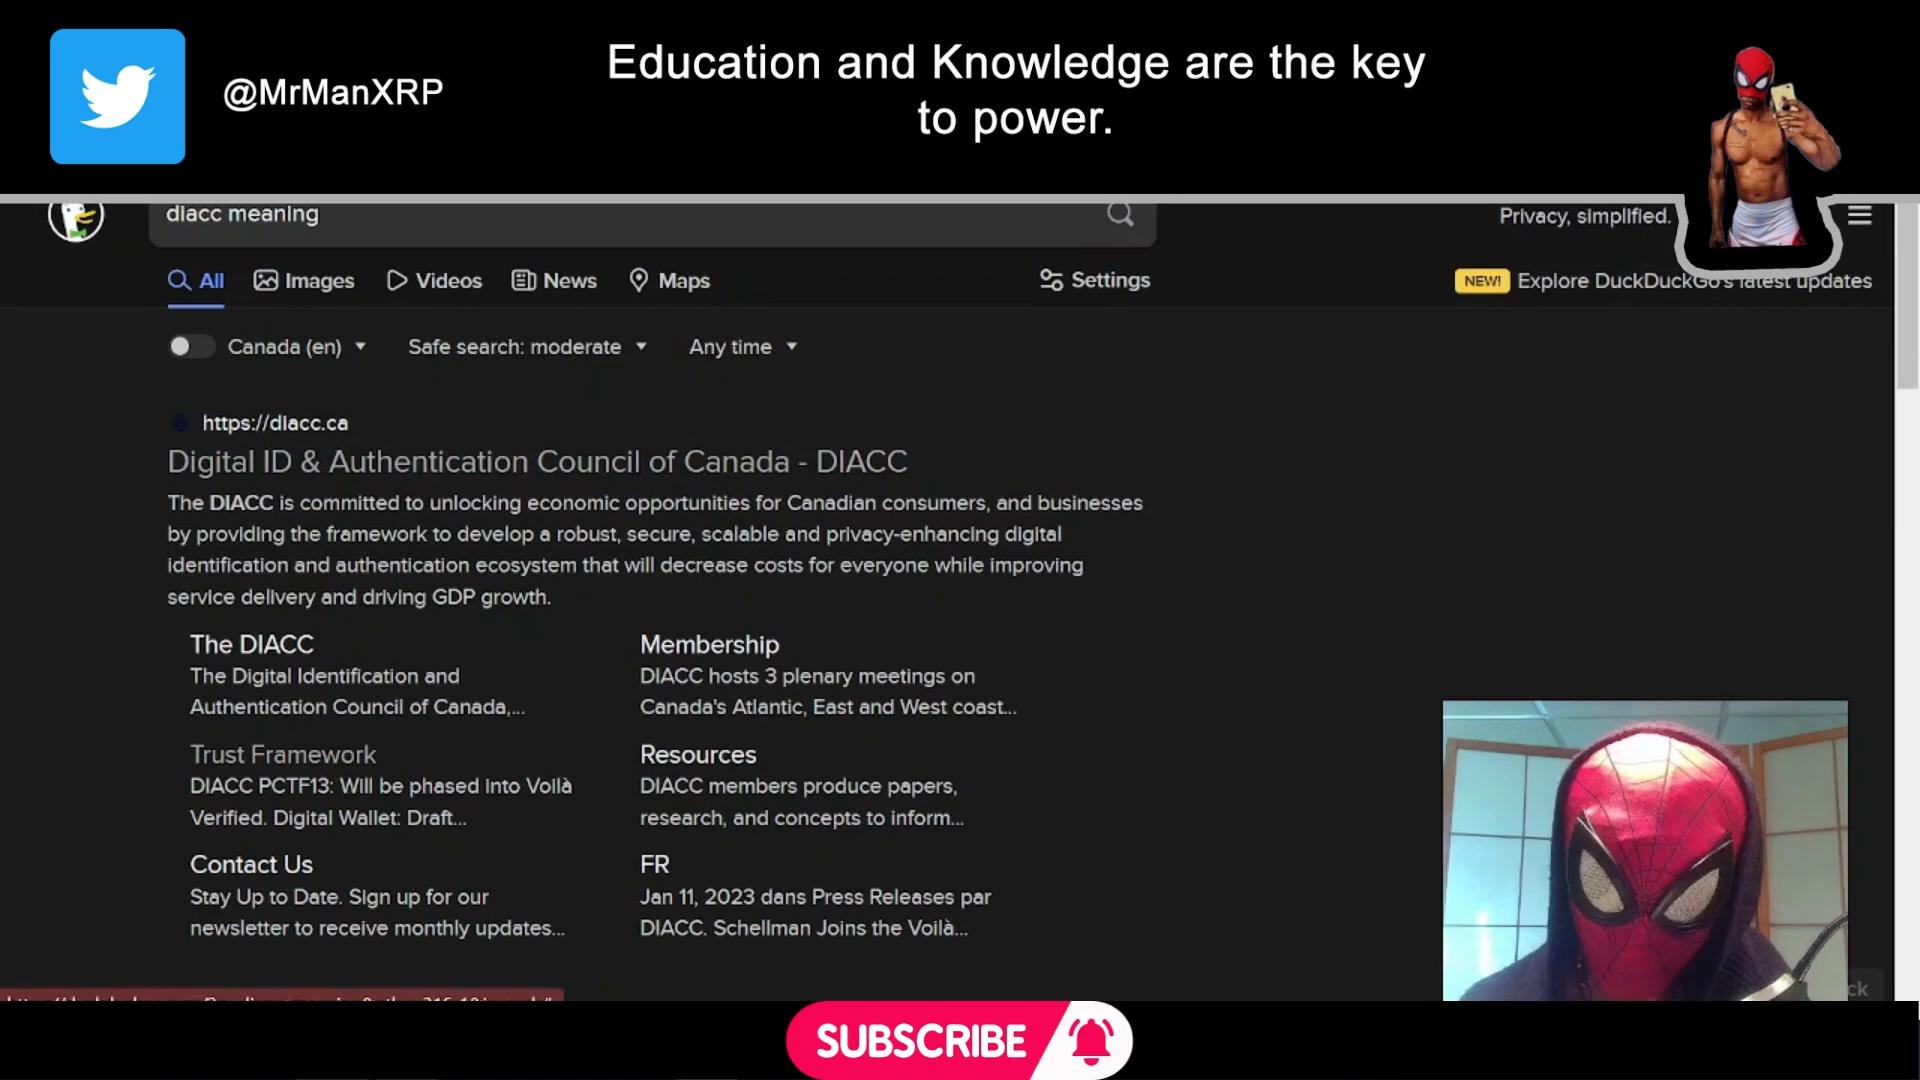 @MrManXRP
Education and Knowledge are the key
to power.
diacc meaning
Privacy, simplified.
All
Images
Videos
News
Maps
Settings
NEW!
Explore DuckDuckGo's latest updates
Canada (en)
Safe search: moderate
Any time
https://diacc.ca
Digital ID & Authentication Council of Canada - DIACC
The DIACC is committed to unlocking economic opportunities for Canadian consumers, and businesses
by providing the framework to develop a robust, secure, scalable and privacy-enhancing digital
identification and authentication ecosystem that will decrease costs for everyone while improving
service delivery and driving GDP growth.
The DIACC
The Digital Identification and
Authentication Council of Canada,...
Membership
DIACC hosts 3 plenary meetings on
Canada's Atlantic, East and West coast...
Trust Framework
DIACC PCTF13: Will be phased into Voilà
Verified. Digital Wallet: Draft...
Resources
DIACC members produce papers,
research, and concepts to inform...
Contact Us
Stay Up to Date. Sign up for our
newsletter to receive monthly updates...
FR
Jan 11, 2023 dans Press Releases par
DIACC. Schellman Joins the Voilà...
SUBSCRIBE